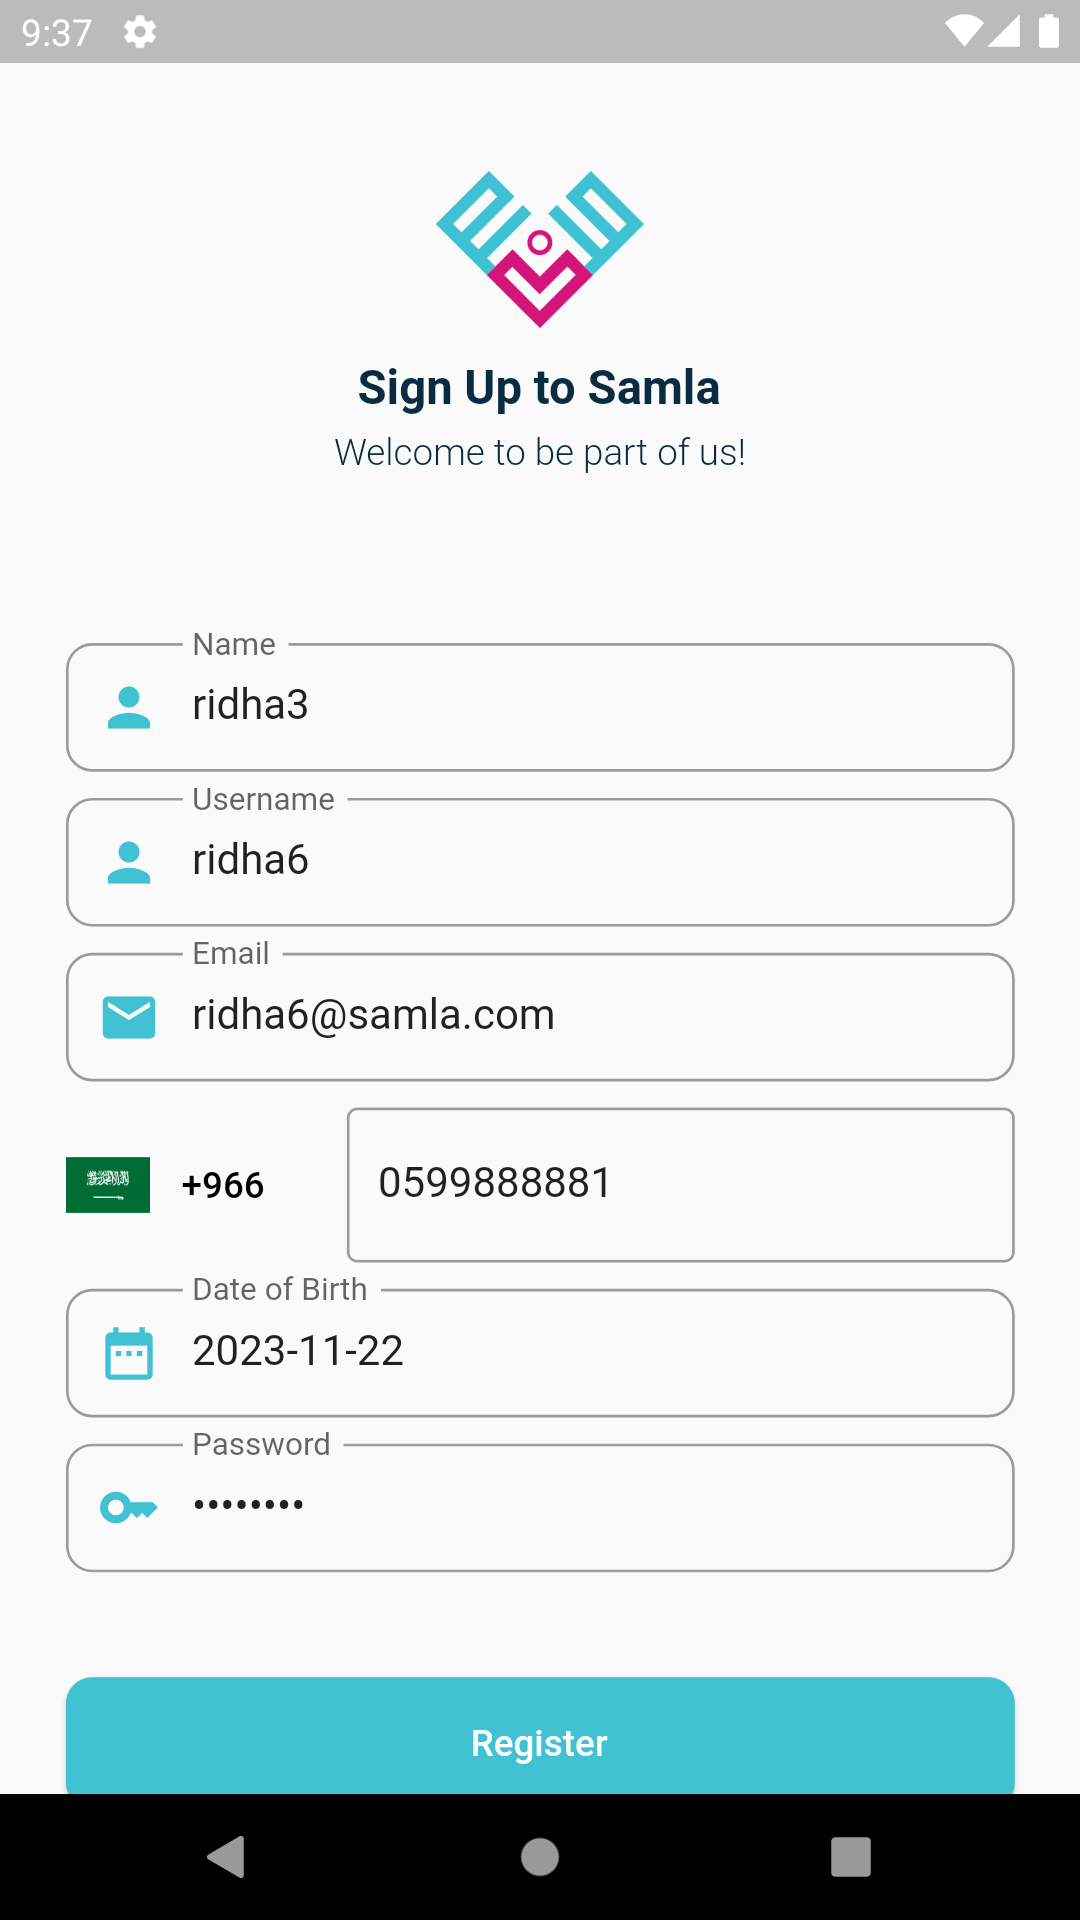 9:37
Sign Up to Samla
Welcome to be part of us!
Name
ridha3
Username
ridha6
Email
ridha6@samla.com
+966
0599888881
Date of Birth
2023-11-22
Password
••••••••
Register